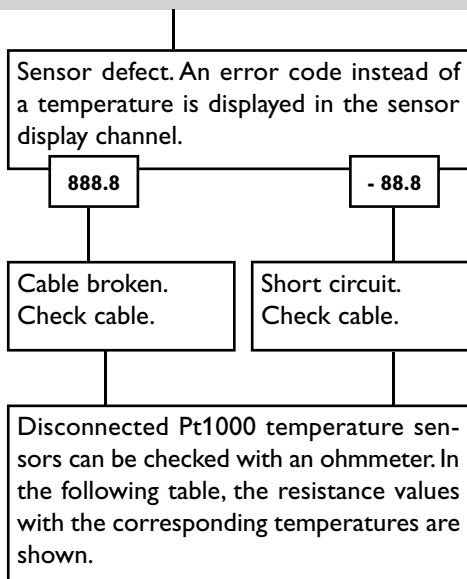 Sensor defect. An error code instead of
a temperature is displayed in the sensor
display channel.
888.8
- 88.8
Cable broken.
Check cable.
Short circuit.
Check cable.
Disconnected Pt1000 temperature sen-
sors can be checked with an ohmmeter. In
the following table, the resistance values
with the corresponding temperatures are
shown.